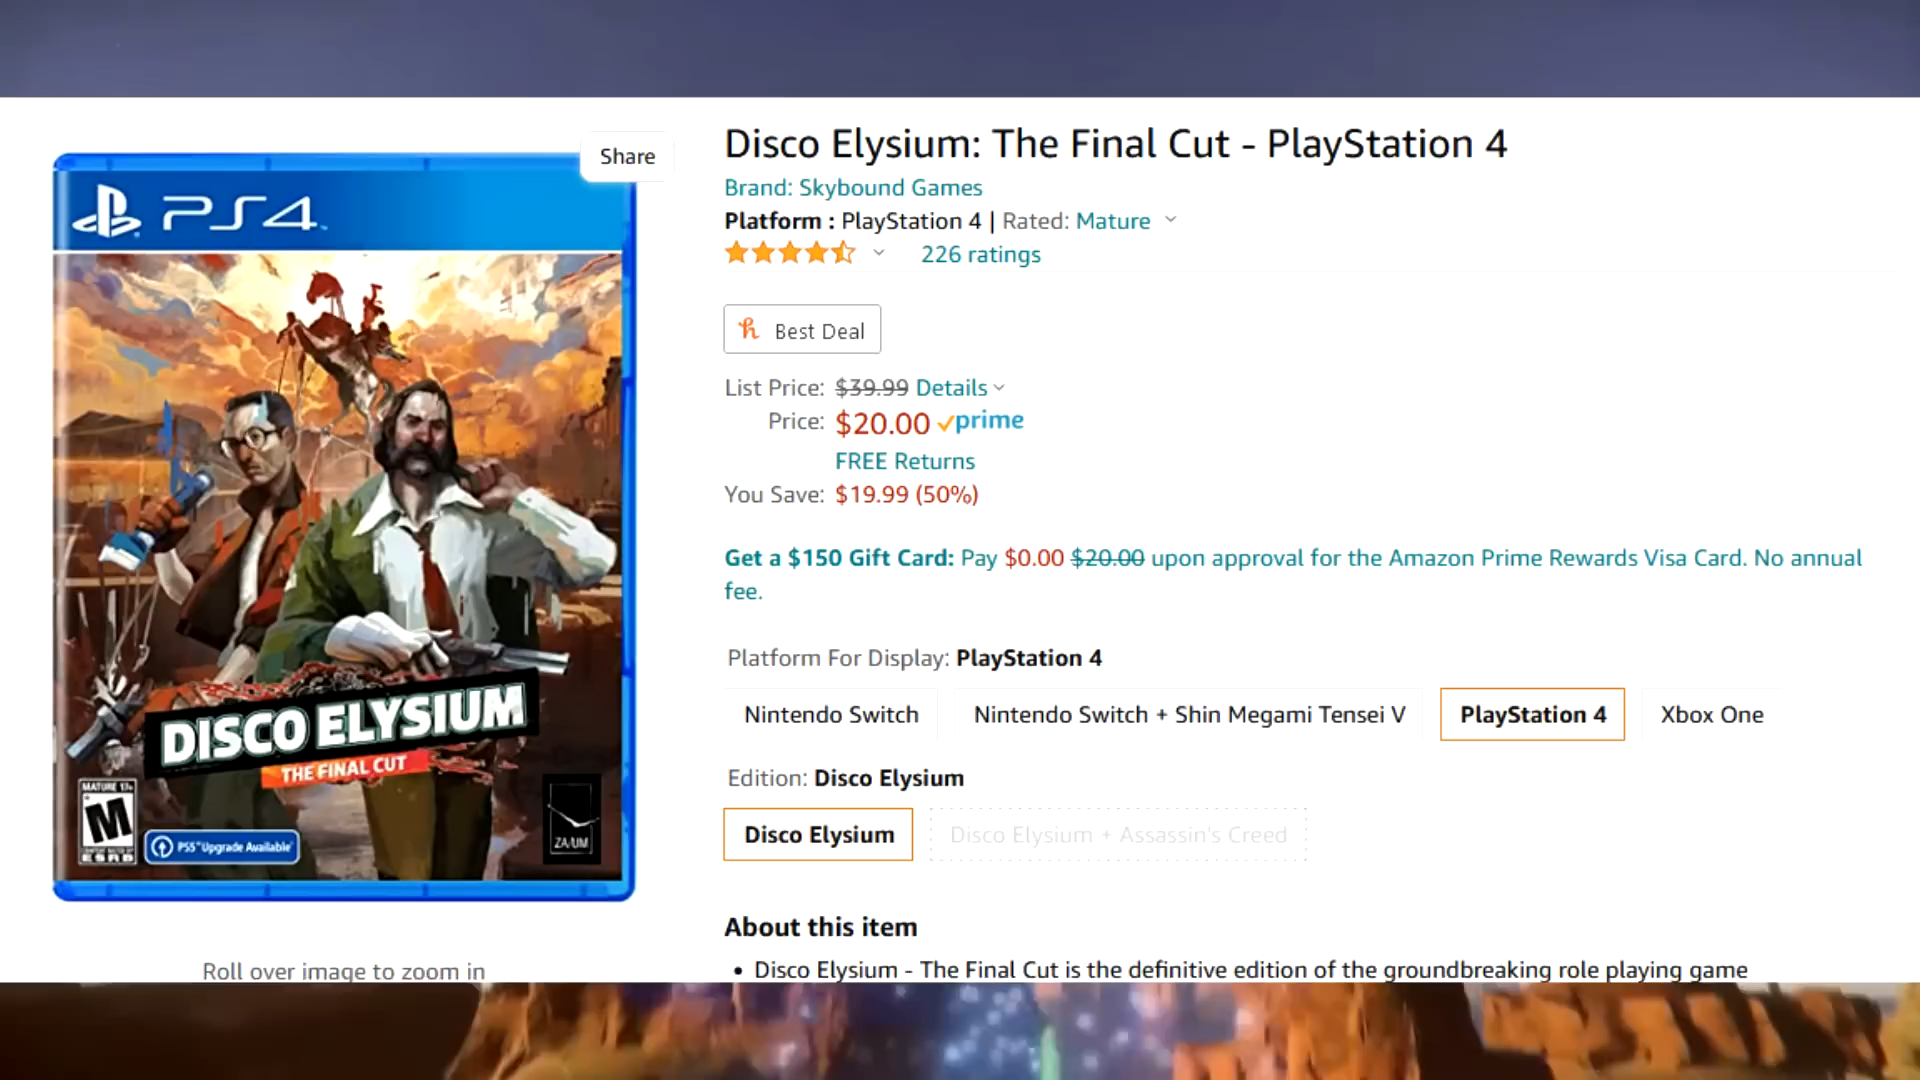 Share
PS4
DISCO ELYSIUM
THE FINAL CUT
MATURE 17+
M
ESRB
PS5 Upgrade Available
ZA/UM
Roll over image to zoom in
Disco Elysium: The Final Cut - PlayStation 4
Brand: Skybound Games
Platform : PlayStation 4 | Rated: Mature
226 ratings
Best Deal
List Price: $39.99 Details
Price: $20.00 prime
FREE Returns
You Save: $19.99 (50%)
Get a $150 Gift Card: Pay $0.00 $20.00 upon approval for the Amazon Prime Rewards Visa Card. No annual
fee.
Platform For Display: PlayStation 4
Nintendo Switch Nintendo Switch + Shin Megami Tensei V PlayStation 4 Xbox One
Edition: Disco Elysium
Disco Elysium Disco Elysium + Assassin's Creed
About this item
• Disco Elysium - The Final Cut is the definitive edition of the groundbreaking role playing game